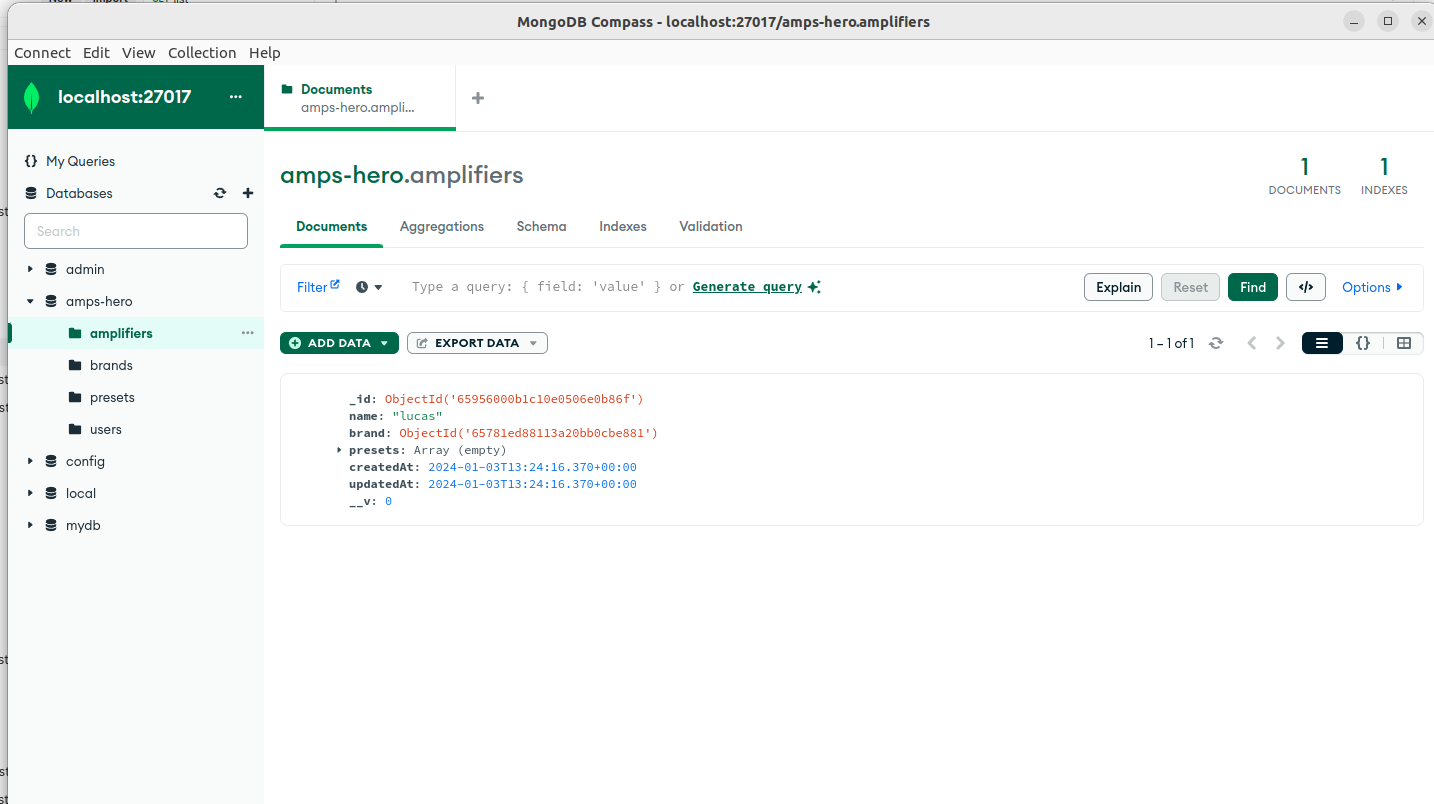 MongoDB Compass - localhost:27017/amps-hero.amplifiers
Connect Edit View Collection Help
localhost:27017 ...
Documents
amps-hero.ampli...
{} My Queries
Databases
Search
admin
amps-hero
amplifiers
brands
presets
users
config
local
mydb
amps-hero.amplifiers
1
DOCUMENTS
1
INDEXES
Documents Aggregations Schema Indexes Validation
Filter Type a query: { field: 'value' } or Generate query Explain Reset Find </> Options
ADD DATA EXPORT DATA 1 – 1 of 1 {}
_id: ObjectId('65956000b1c10e0506e0b86f')
name: "lucas"
brand: ObjectId('65781ed88113a20bb0cbe881')
presets: Array (empty)
createdAt: 2024-01-03T13:24:16.370+00:00
updatedAt: 2024-01-03T13:24:16.370+00:00
__v: 0